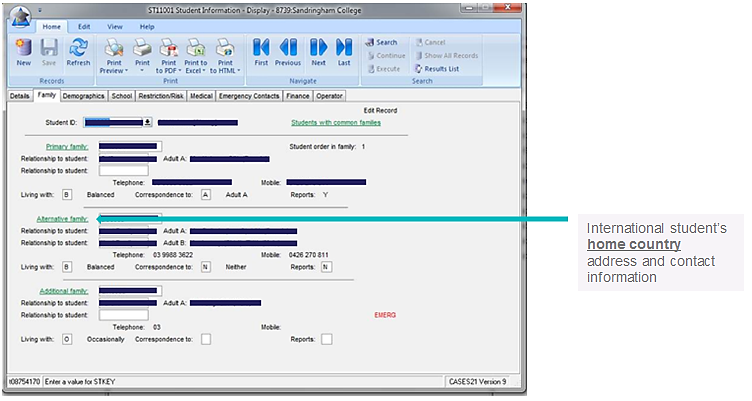 ST11001 Student Information - Display - 8739:Sandringham College
Home Edit View Help
New Save Refresh Print Preview Print Print to PDF Print to Excel Print to HTML First Previous Next Last Search Continue Execute Cancel Show All Records Results List
Records Print Navigate Search
Details Family Demographics School Restriction/Risk Medical Emergency Contacts Finance Operator
Edit Record
Student ID: Students with common families
Primary family: Student order in family: 1
Relationship to student: Adult A:
Relationship to student:
Telephone: Mobile:
Living with: B Balanced Correspondence to: A Adult A Reports: Y
Alternative family:
Relationship to student: Adult A:
Relationship to student: Adult B:
Telephone: 03 9988 3622 Mobile: 0426 270 811
Living with: B Balanced Correspondence to: N Neither Reports: N
Additional family:
Relationship to student: Adult A:
Relationship to student: EMERG
Telephone: 03 Mobile:
Living with: O Occasionally Correspondence to: Reports:
t08754170 Enter a value for STKEY CASES21 Version 9
International student's
home country
address and contact
information